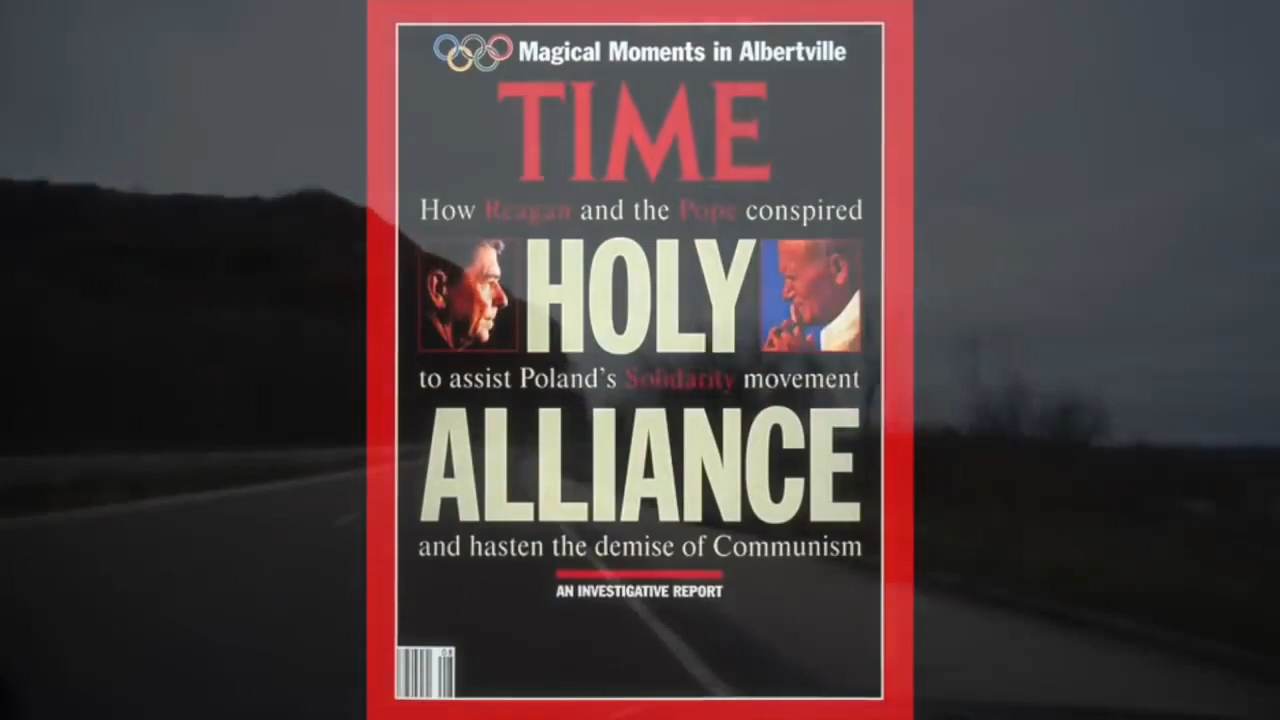 Magical Moments in Albertville
TIME
How Reagan and the Pope conspired
HOLY
to assist Poland's Solidarity movement
ALLIANCE
and hasten the demise of Communism
AN INVESTIGATIVE REPORT
08